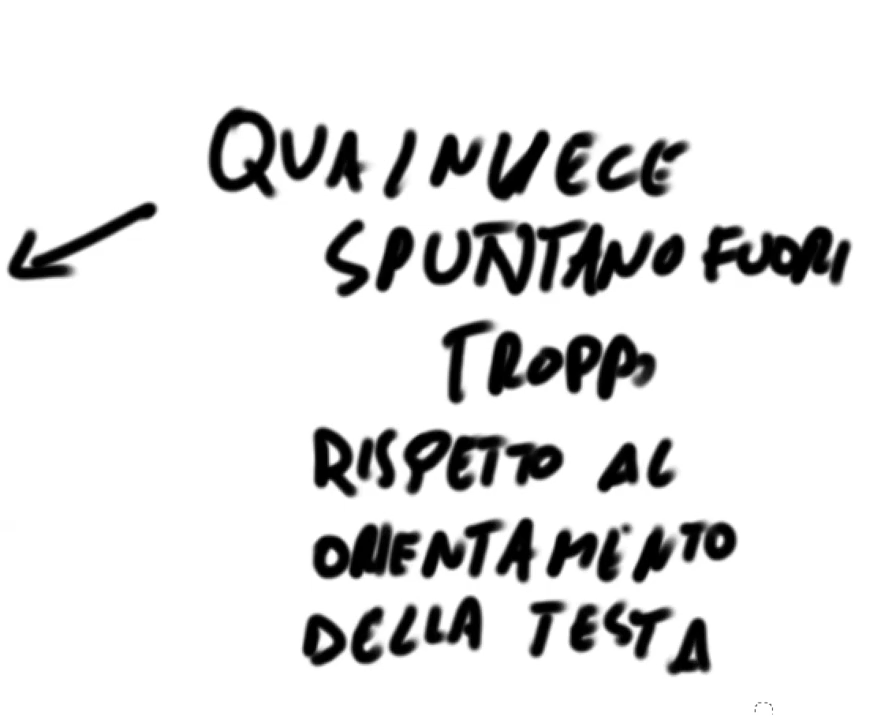 QUA INVECE
SPUNTANO FUORI
TROPPO
RISPETTO AL
ORIENTAMENTO
DELLA TESTA